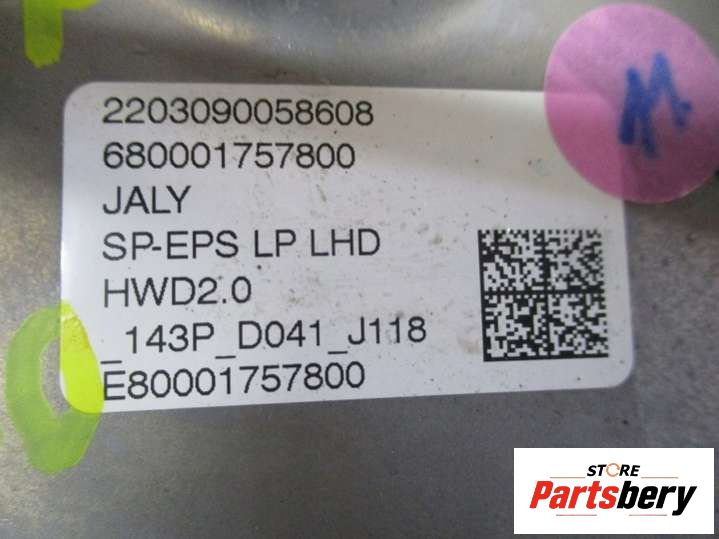 2203090058608
680001757800
JALY
SP-EPS LP LHD
HWD2.0
_143P_D041_J118
E80001757800
M.
STORE
Partsbery